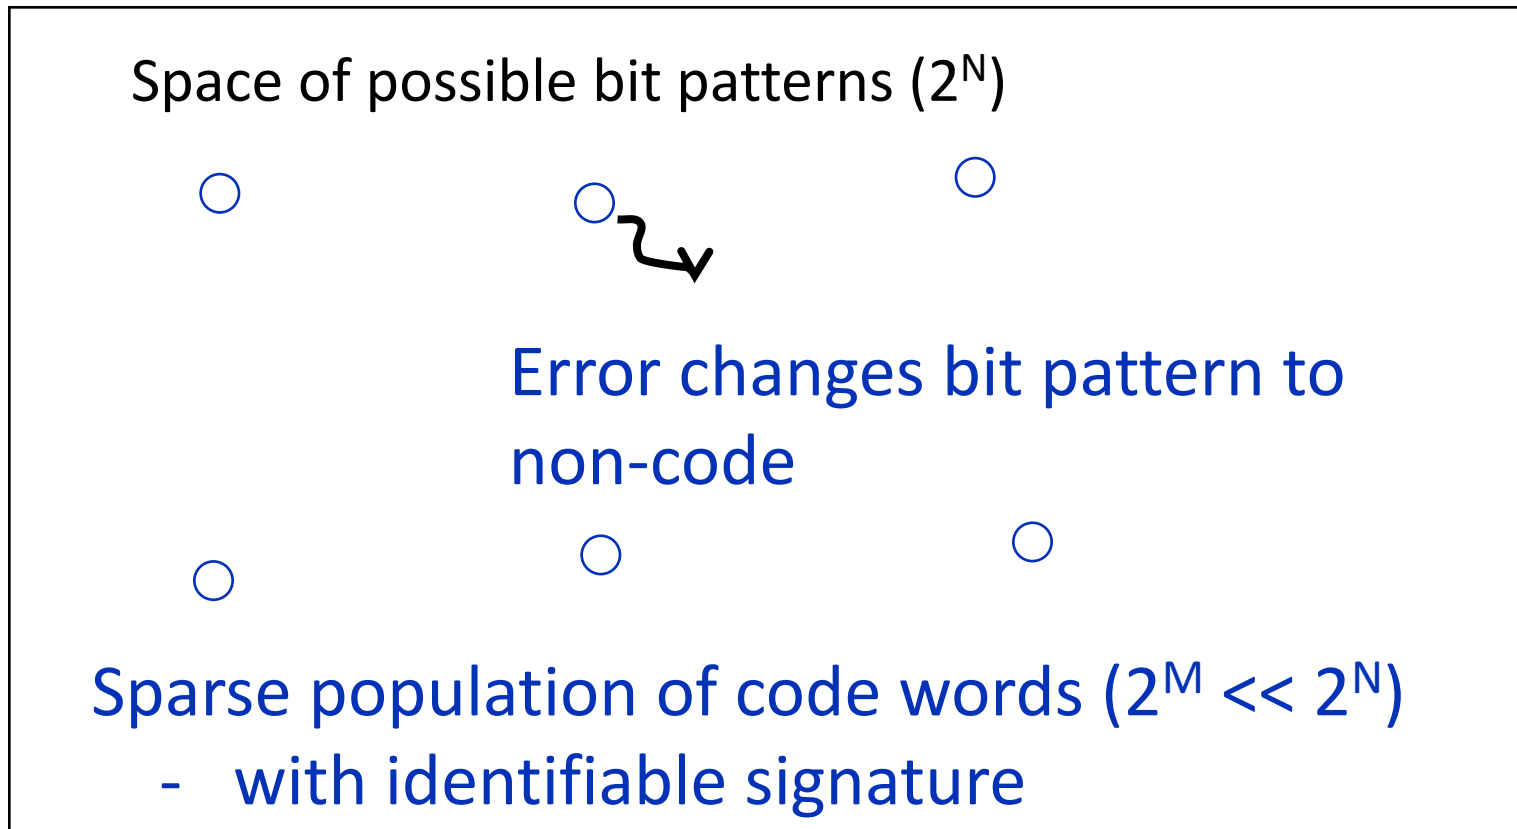 Space of possible bit patterns (2ᴺ)
Error changes bit pattern to
non-code
Sparse population of code words (2ᴹ << 2ᴺ)
- with identifiable signature